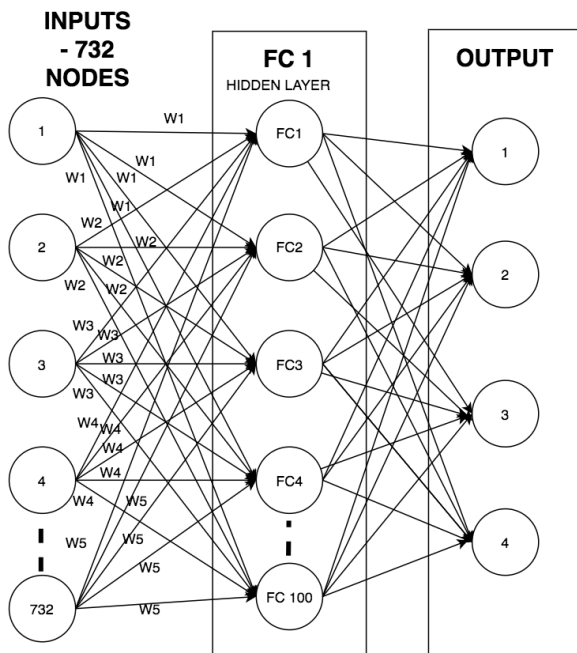 INPUTS
- 732
NODES
FC 1
HIDDEN LAYER
OUTPUT
1
W1
FC1
1
W1
W1
W1
W1
W2
2
W2
FC2
2
W2
W2
W2
W3
W3
3
W3
FC3
W3
W3
3
W4
W4
W4
4
W4
FC4
W4
W5
W5
W5
4
W5
732
W5
FC 100